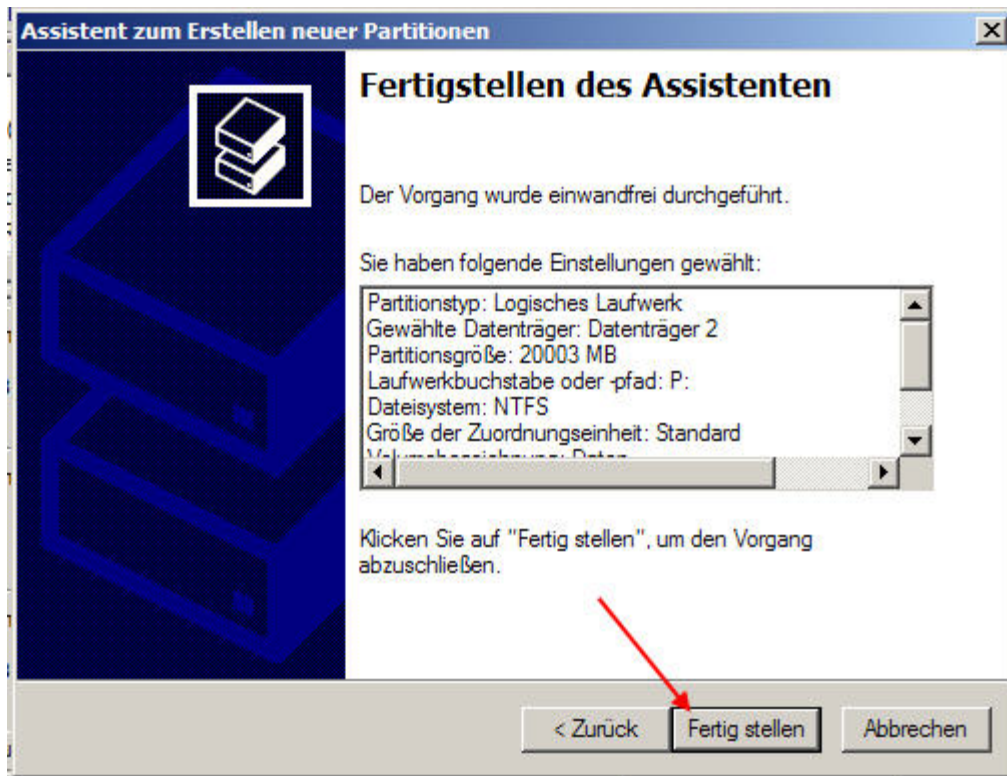 Assistent zum Erstellen neuer Partitionen
Fertigstellen des Assistenten
Der Vorgang wurde einwandfrei durchgeführt.
Sie haben folgende Einstellungen gewählt:
Partitionstyp: Logisches Laufwerk
Gewählte Datenträger: Datenträger 2
Partitionsgröße: 20003 MB
Laufwerkbuchstabe oder -pfad: P:
Dateisystem: NTFS
Größe der Zuordnungseinheit: Standard
Volumebezeichnung: Daten
Klicken Sie auf "Fertig stellen", um den Vorgang
abzuschließen.
< Zurück Fertig stellen Abbrechen